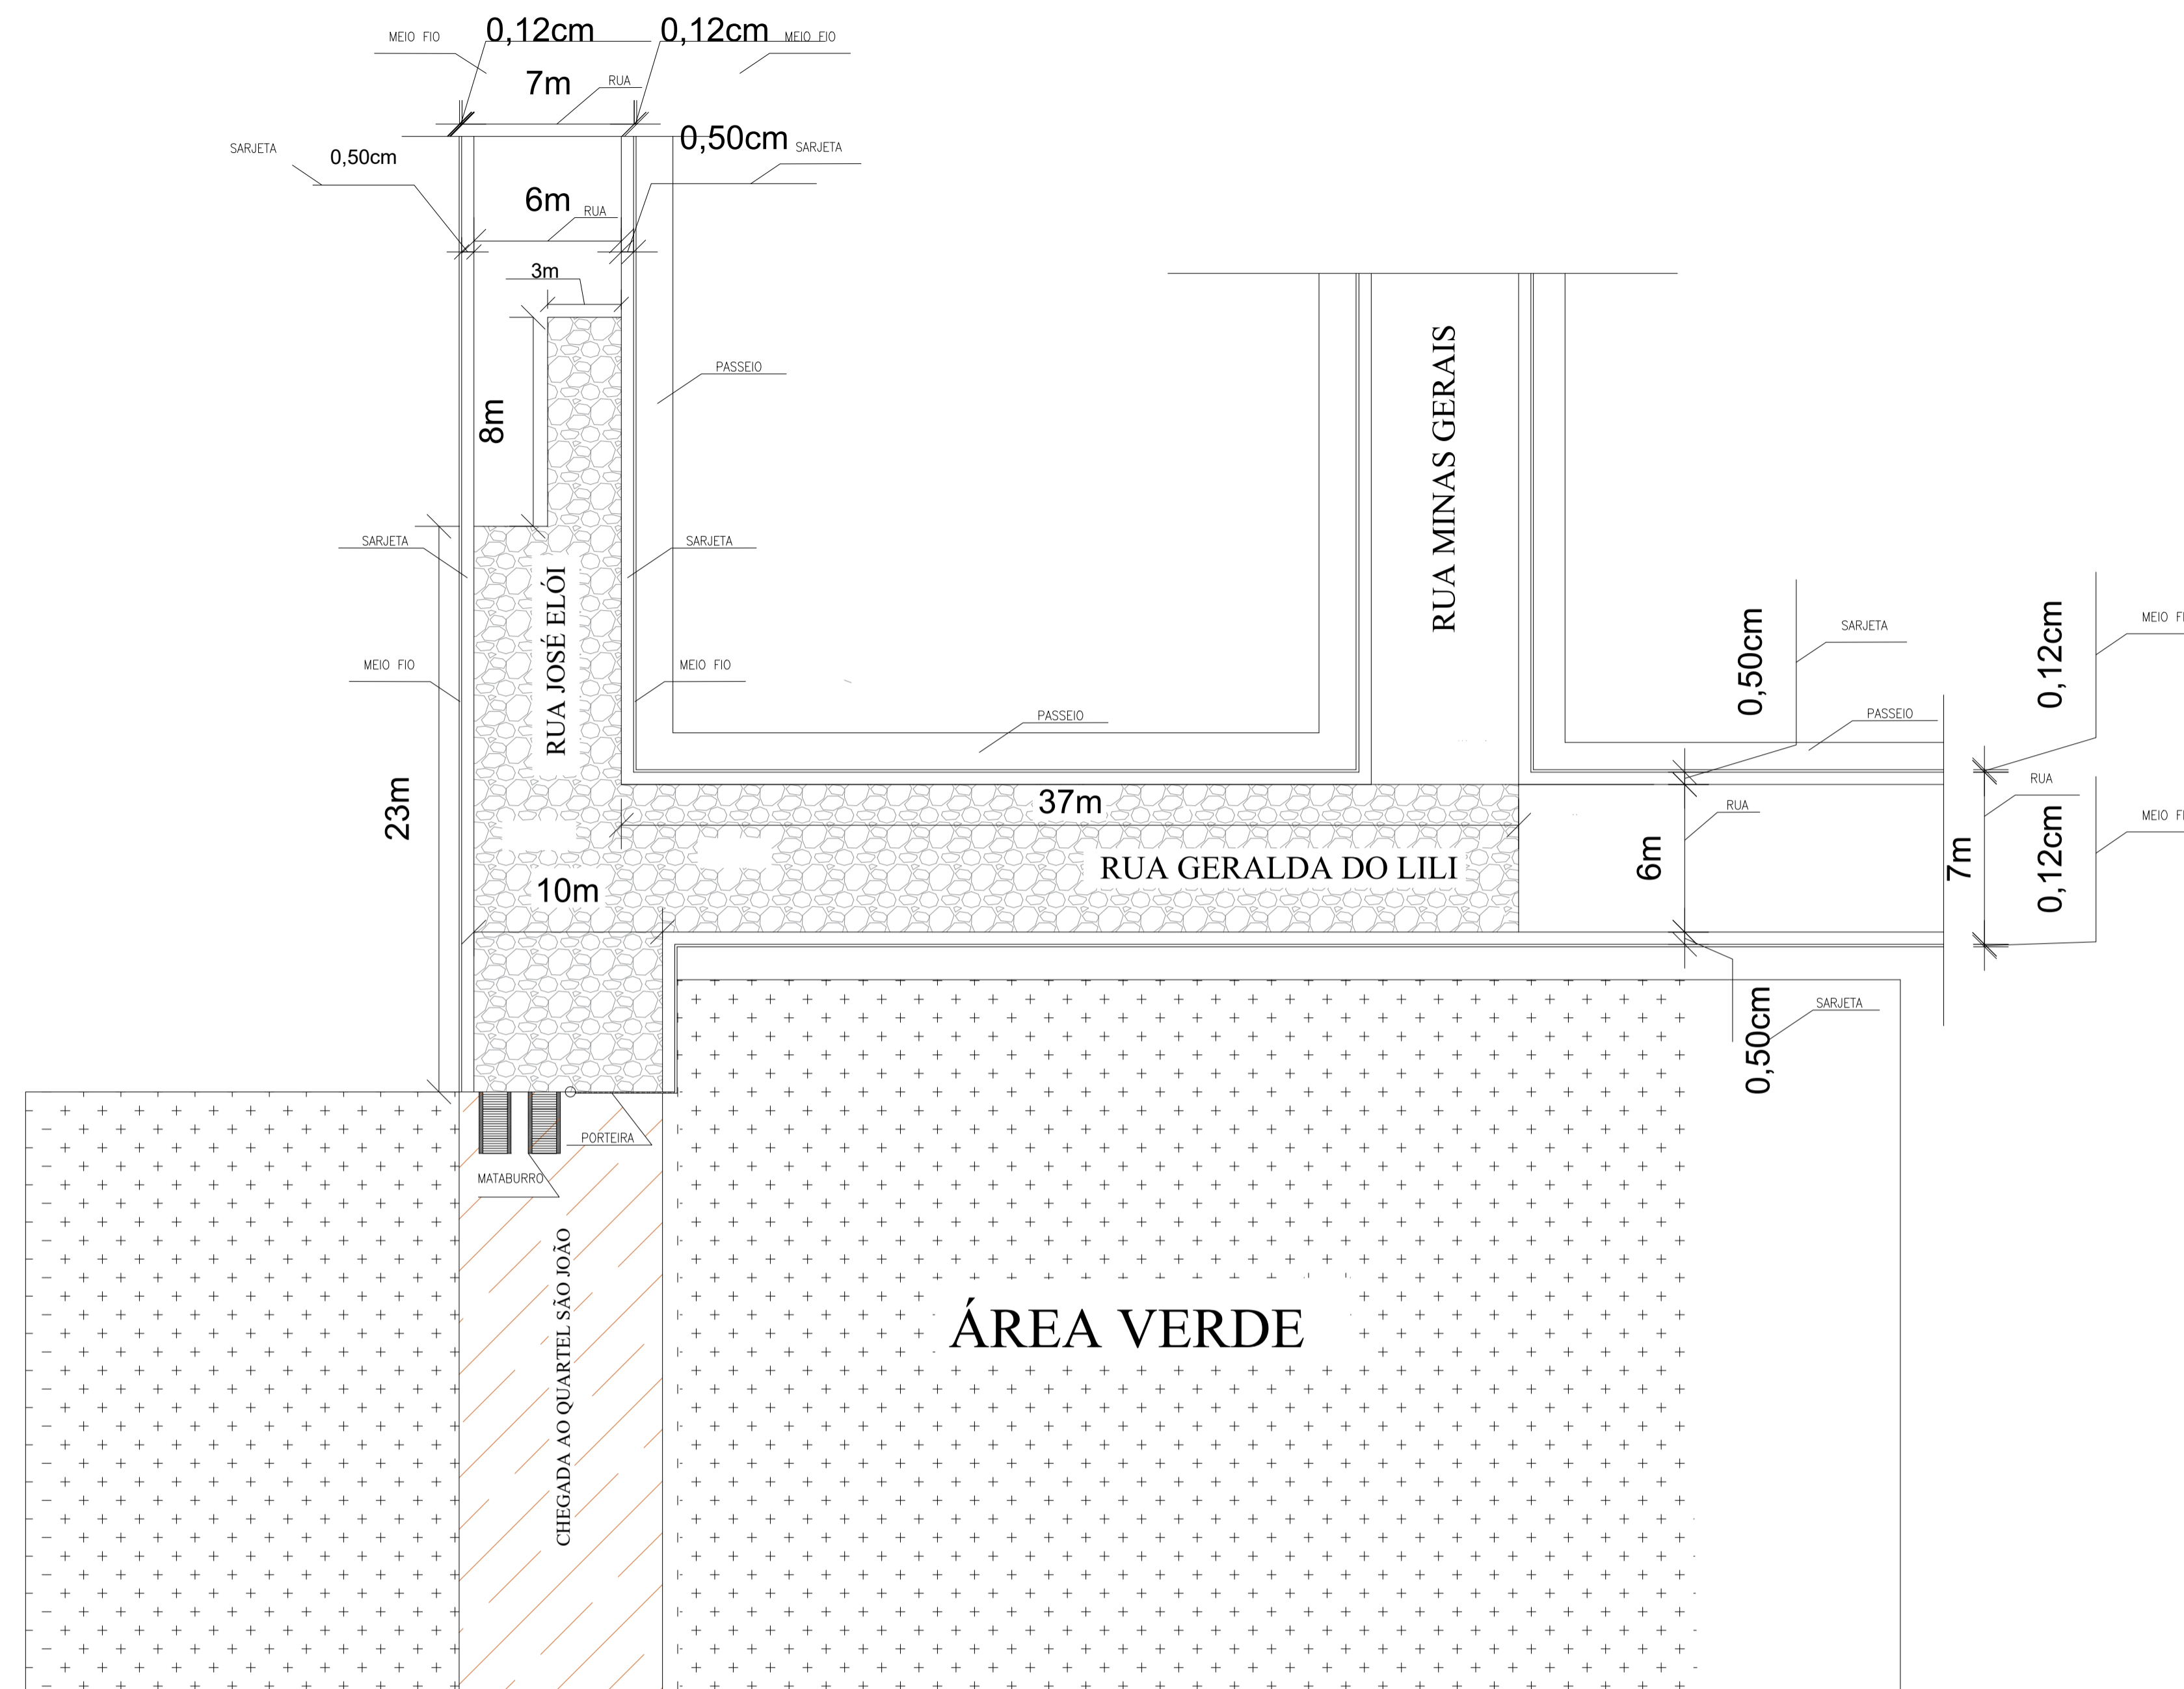 MEIO FIO
0,12cm
0,12cm
MEIO FIO
7m
RUA
SARJETA
0,50cm
0,50cm
SARJETA
6m
RUA
3m
PASSEIO
8m
RUA MINAS GERAIS
SARJETA
SARJETA
RUA JOSÉ ELÓI
MEIO FIO
MEIO FIO
PASSEIO
0,50cm
SARJETA
0,12cm
PASSEIO
RUA
23m
37m
RUA
RUA GERALDA DO LILI
6m
7m
0,12cm
10m
0,50cm
SARJETA
PORTEIRA
MATABURRO
CHEGADA AO QUARTEL SÃO JOÃO
ÁREA VERDE
MEIO F
MEIO F